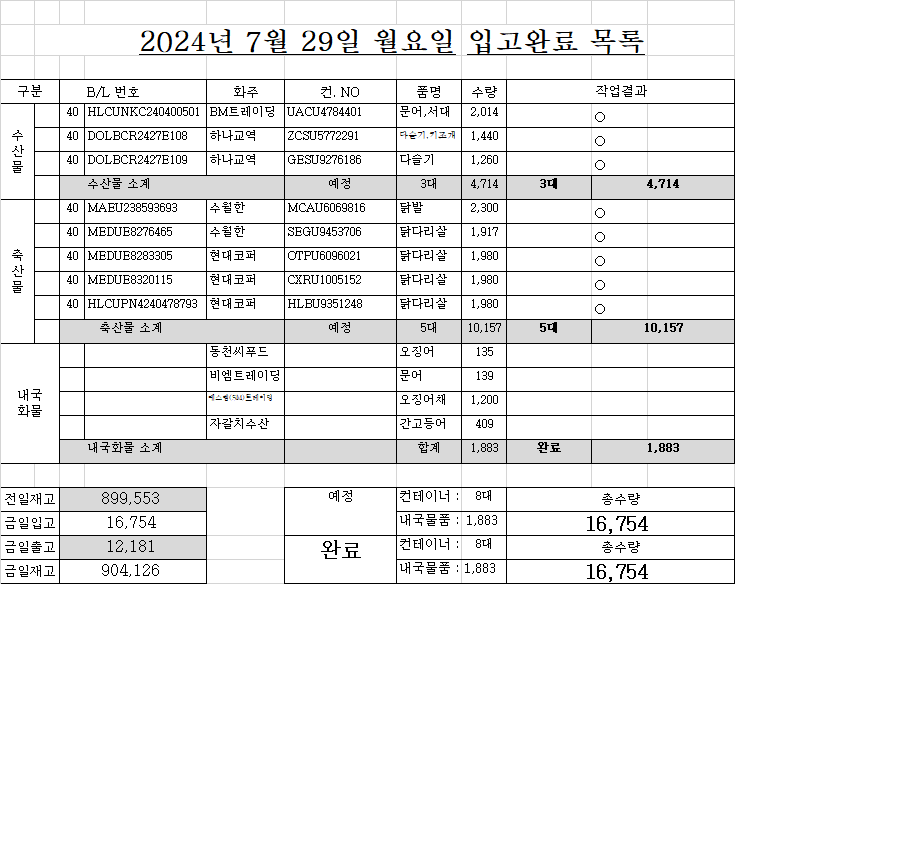 2024년 7월 29일 월요일 입고완료 목록
구분 B/L 번호 화주 컨. NO 품명 수량 작업결과
수산물
40 HLCUNKC240400501 BM트레이딩 UACU4784401 문어,서대 2,014 ○
40 DOLBCR2427E108 하나교역 ZCSU5772291 다슬기,키조개 1,440 ○
40 DOLBCR2427E109 하나교역 GESU9276186 다슬기 1,260 ○
수산물 소계 예정 3대 4,714 3대 4,714
축산물
40 MAEU238593693 수월한 MCAU6069816 닭발 2,300 ○
40 MEDUE8276465 수월한 SEGU9453706 닭다리살 1,917 ○
40 MEDUE8283305 현대코퍼 OTPU6096021 닭다리살 1,980 ○
40 MEDUE8320115 현대코퍼 CXRU1005152 닭다리살 1,980 ○
40 HLCUPN4240478793 현대코퍼 HLBU9351248 닭다리살 1,980 ○
축산물 소계 예정 5대 10,157 5대 10,157
내국
화물
동천씨푸드 오징어 135
비엠트레이딩 문어 139
오징어채 1,200
자갈치수산 간고등어 409
내국화물 소계 합계 1,883 완료 1,883
전일재고 899,553 예정 컨테이너 : 8대 총수량
금일입고 16,754 내국물품 : 1,883 16,754
금일출고 12,181 완료 컨테이너 : 8대 총수량
금일재고 904,126 내국물품 : 1,883 16,754